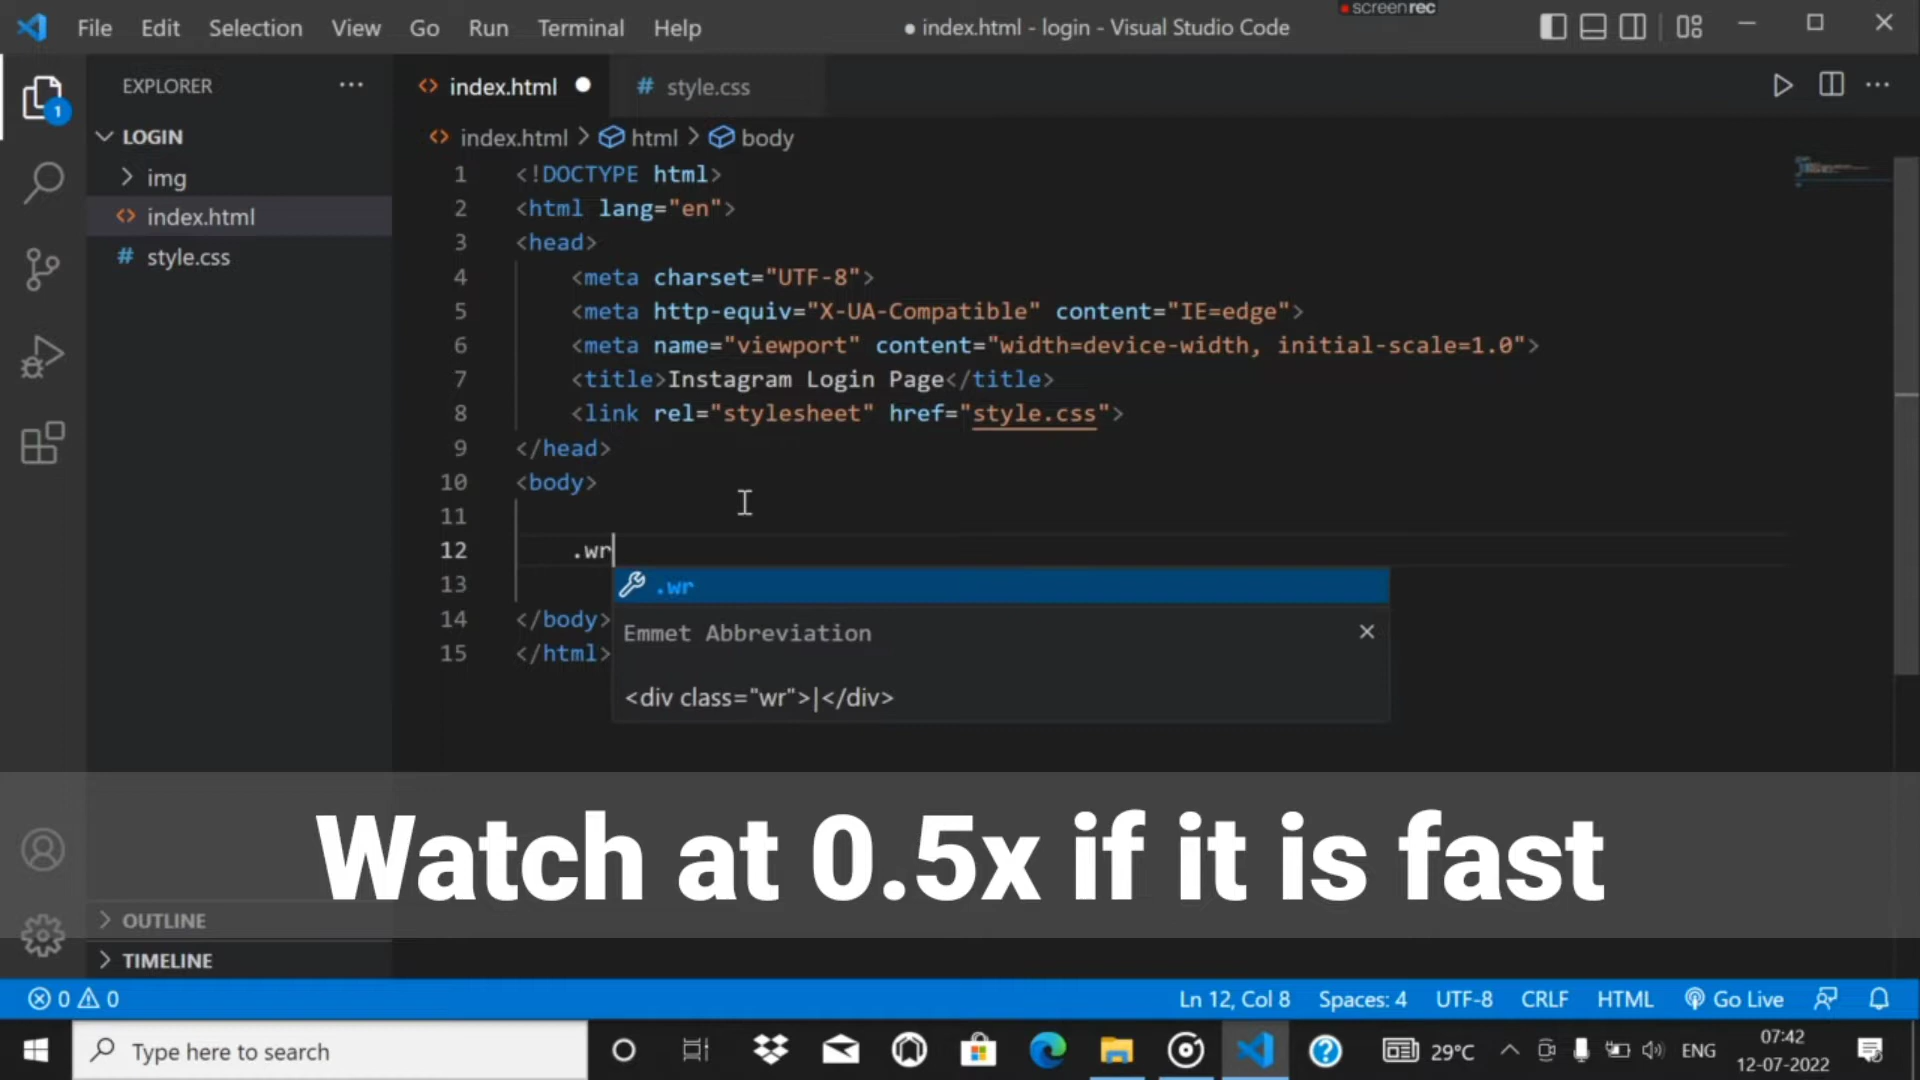 screenrec
File Edit Selection View Go Run Terminal Help
● index.html - login - Visual Studio Code
EXPLORER
1
index.html
# style.css
LOGIN
img
index.html
# style.css
index.html > html > body
1 <!DOCTYPE html>
2 <html lang="en">
3 <head>
4 <meta charset="UTF-8">
5 <meta http-equiv="X-UA-Compatible" content="IE=edge">
6 <meta name="viewport" content="width=device-width, initial-scale=1.0">
7 <title>Instagram Login Page</title>
8 <link rel="stylesheet" href="style.css">
9 </head>
10 <body>
11
12 .wr
13
14 </body>
15 </html>
.wr
Emmet Abbreviation
<div class="wr">|</div>
Watch at 0.5x if it is fast
OUTLINE
TIMELINE
0 0
Ln 12, Col 8 Spaces: 4 UTF-8 CRLF HTML Go Live
Type here to search
29°C
ENG
07:42
12-07-2022